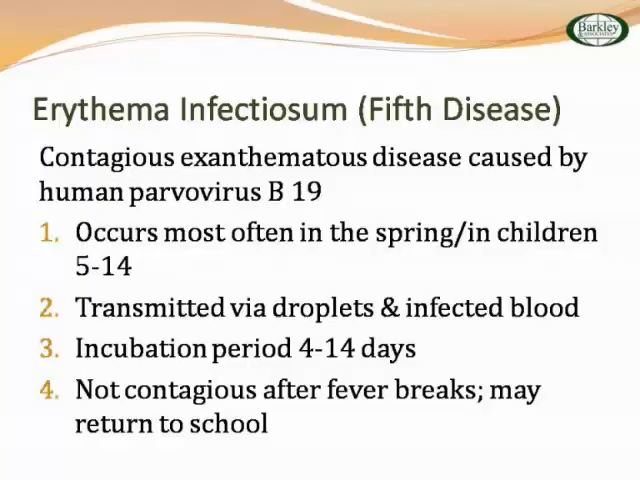 Barkley
& ASSOCIATES
Erythema Infectiosum (Fifth Disease)
Contagious exanthematous disease caused by
human parvovirus B 19
1. Occurs most often in the spring/in children
5-14
2. Transmitted via droplets & infected blood
3. Incubation period 4-14 days
4. Not contagious after fever breaks; may
return to school